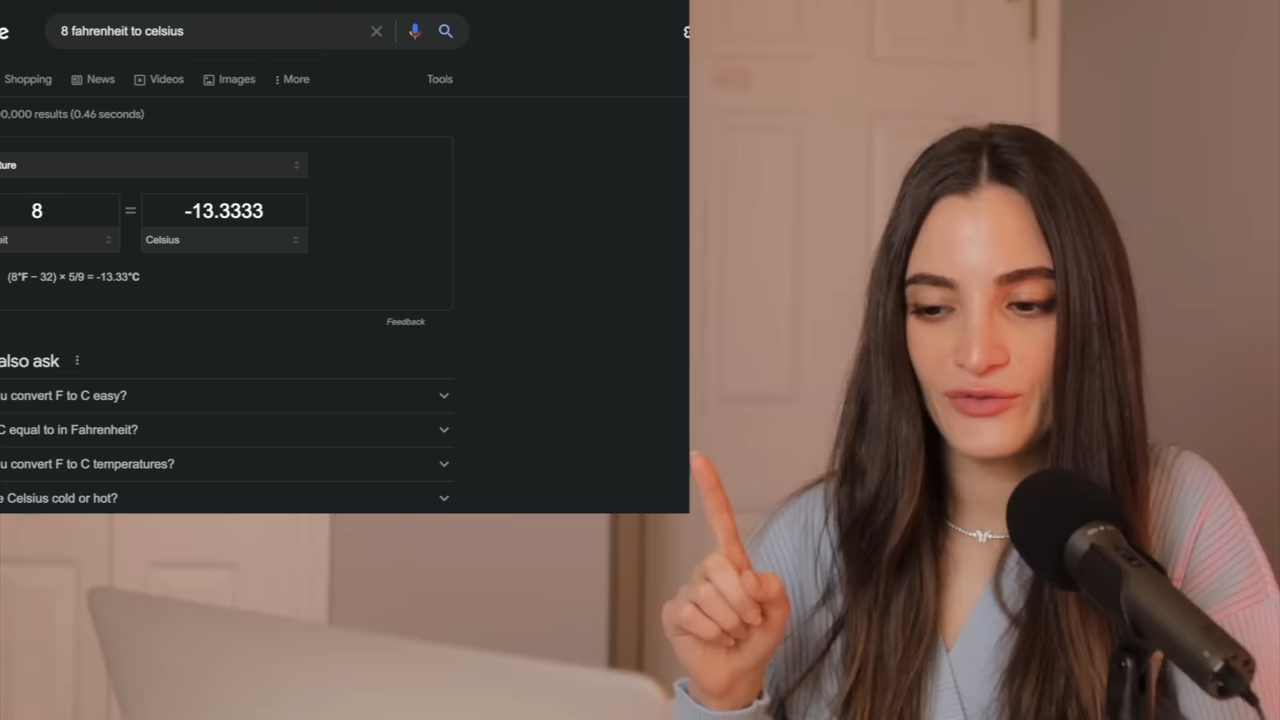 8 fahrenheit to celsius
Shopping News Videos Images More Tools
0,000 results (0.46 seconds)
8 = -13.3333
Celsius
(8°F − 32) × 5/9 = -13.33°C
Feedback
also ask
convert F to C easy?
C equal to in Fahrenheit?
convert F to C temperatures?
Celsius cold or hot?